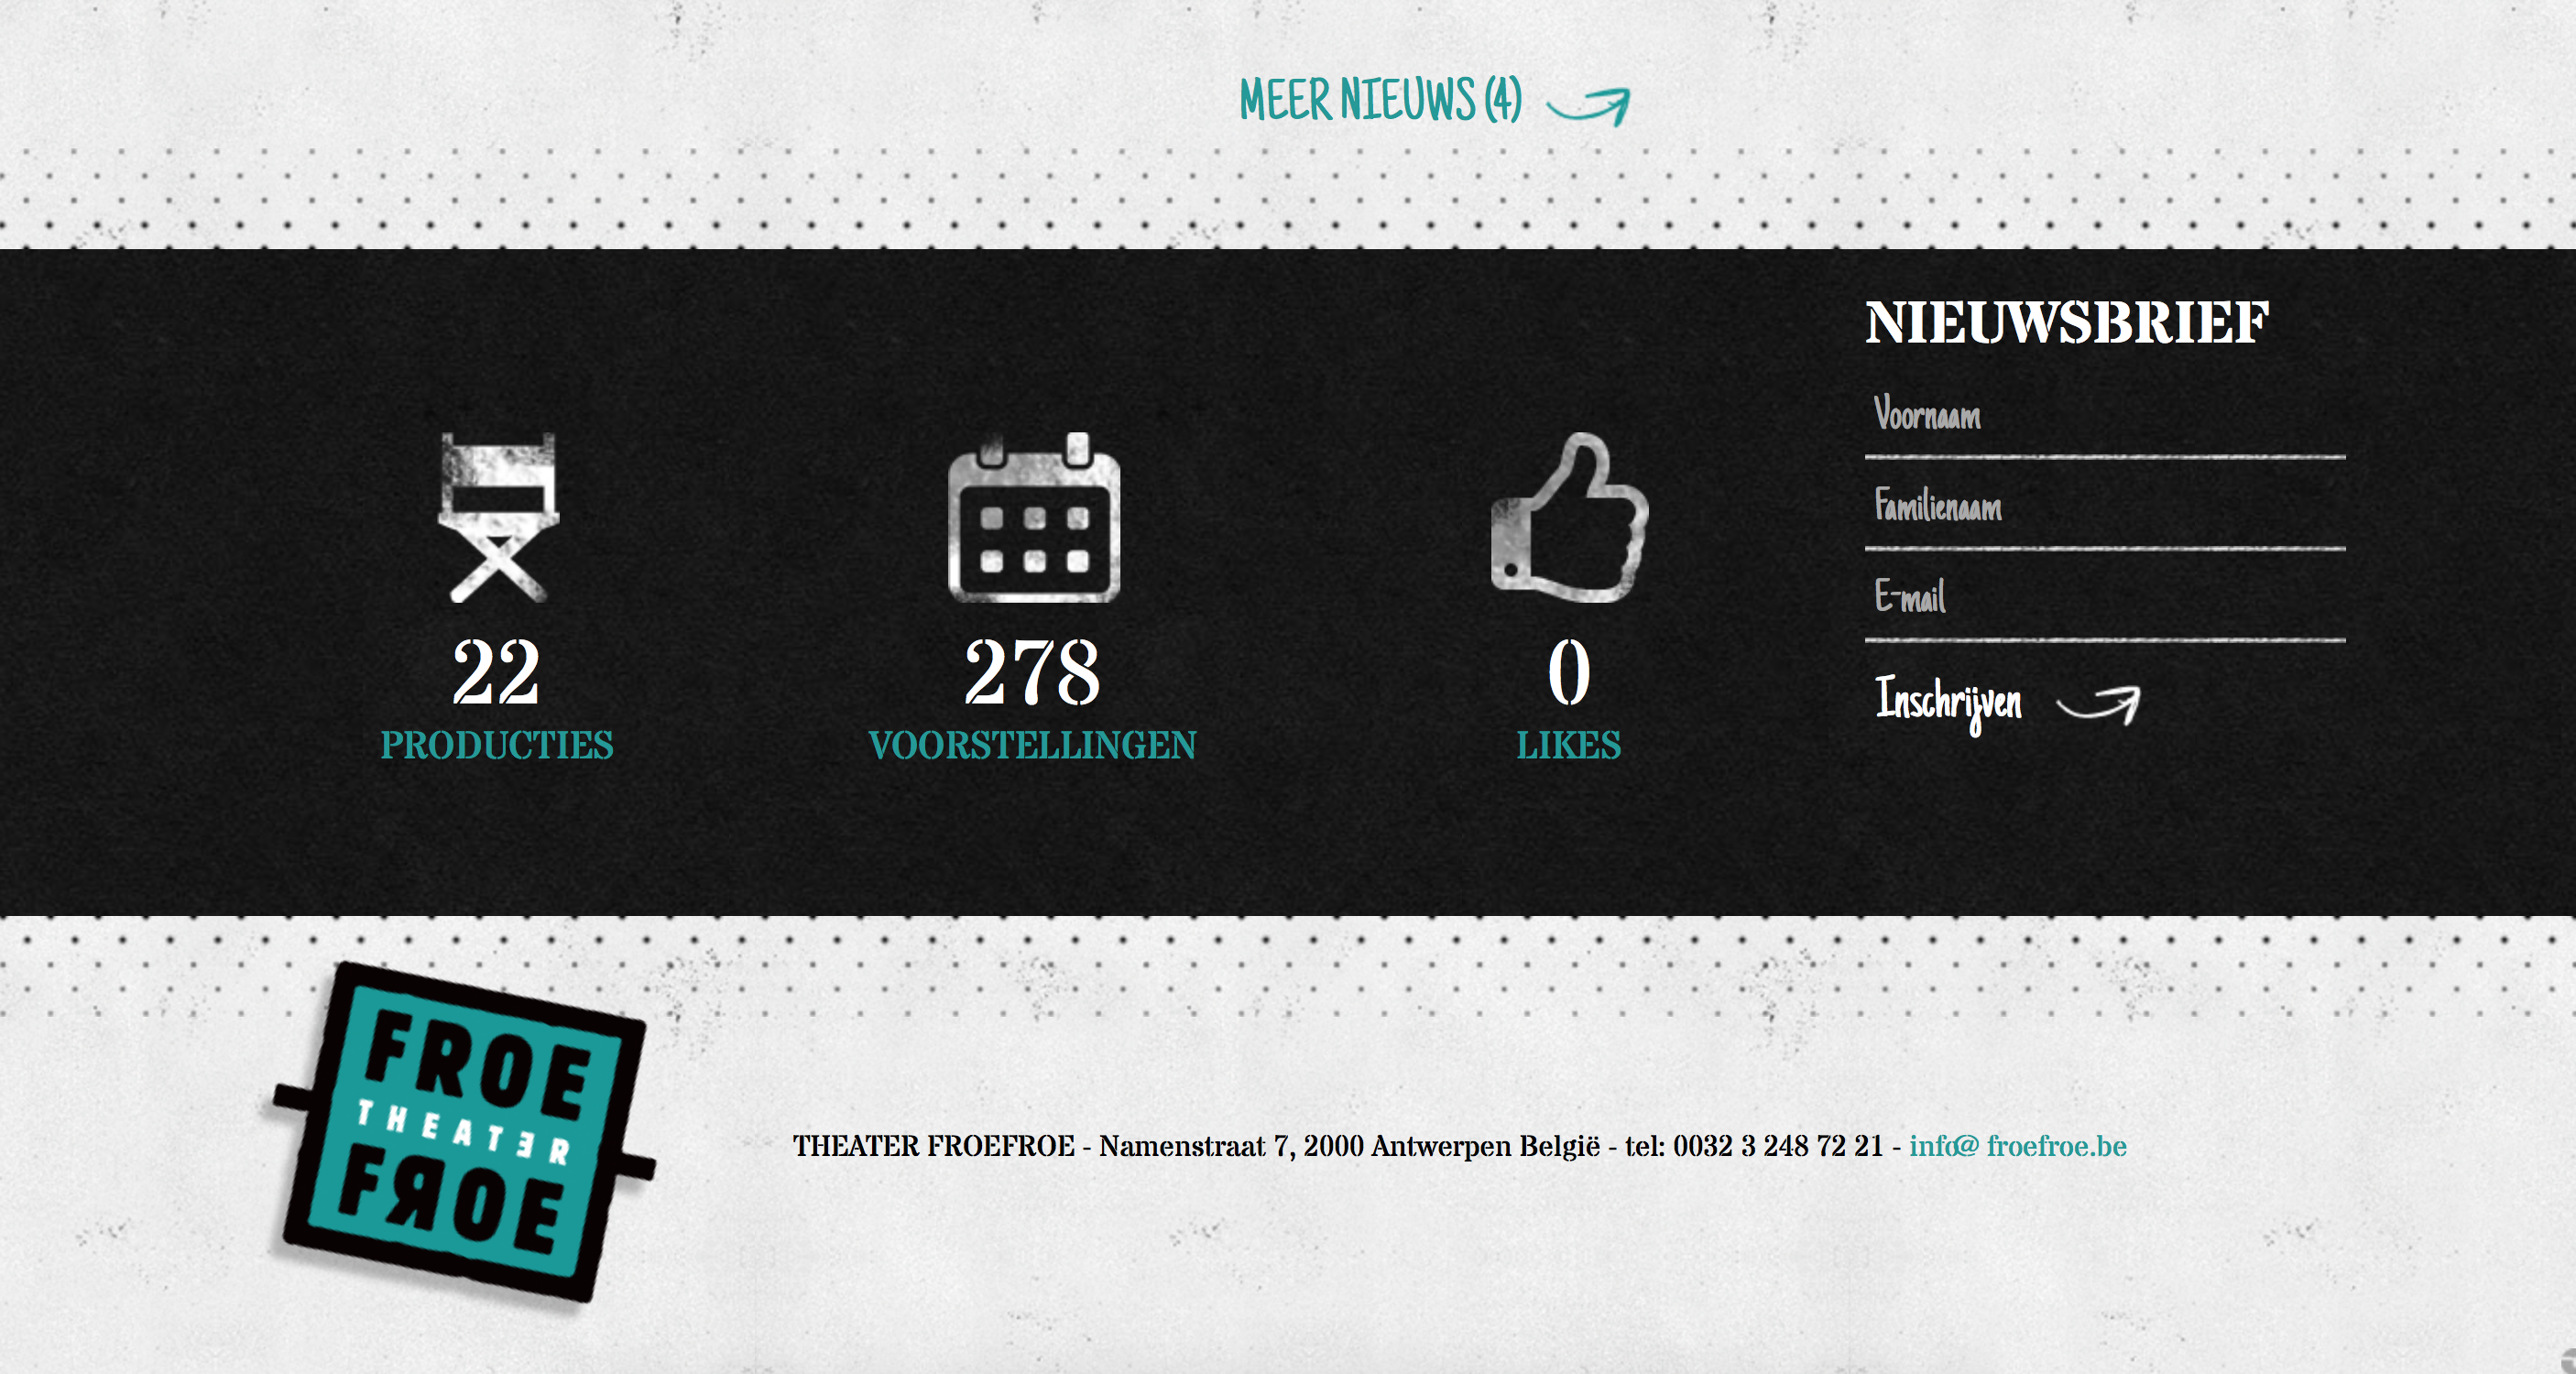 MEER NIEUWS (4)
22
PRODUCTIES
278
VOORSTELLINGEN
0
LIKES
NIEUWSBRIEF
Voornaam
Familienaam
E-mail
Inschrijven
FROE
THEATER
FROE
THEATER FROEFROE - Namenstraat 7, 2000 Antwerpen België - tel: 0032 3 248 72 21 - info@ froefroe.be